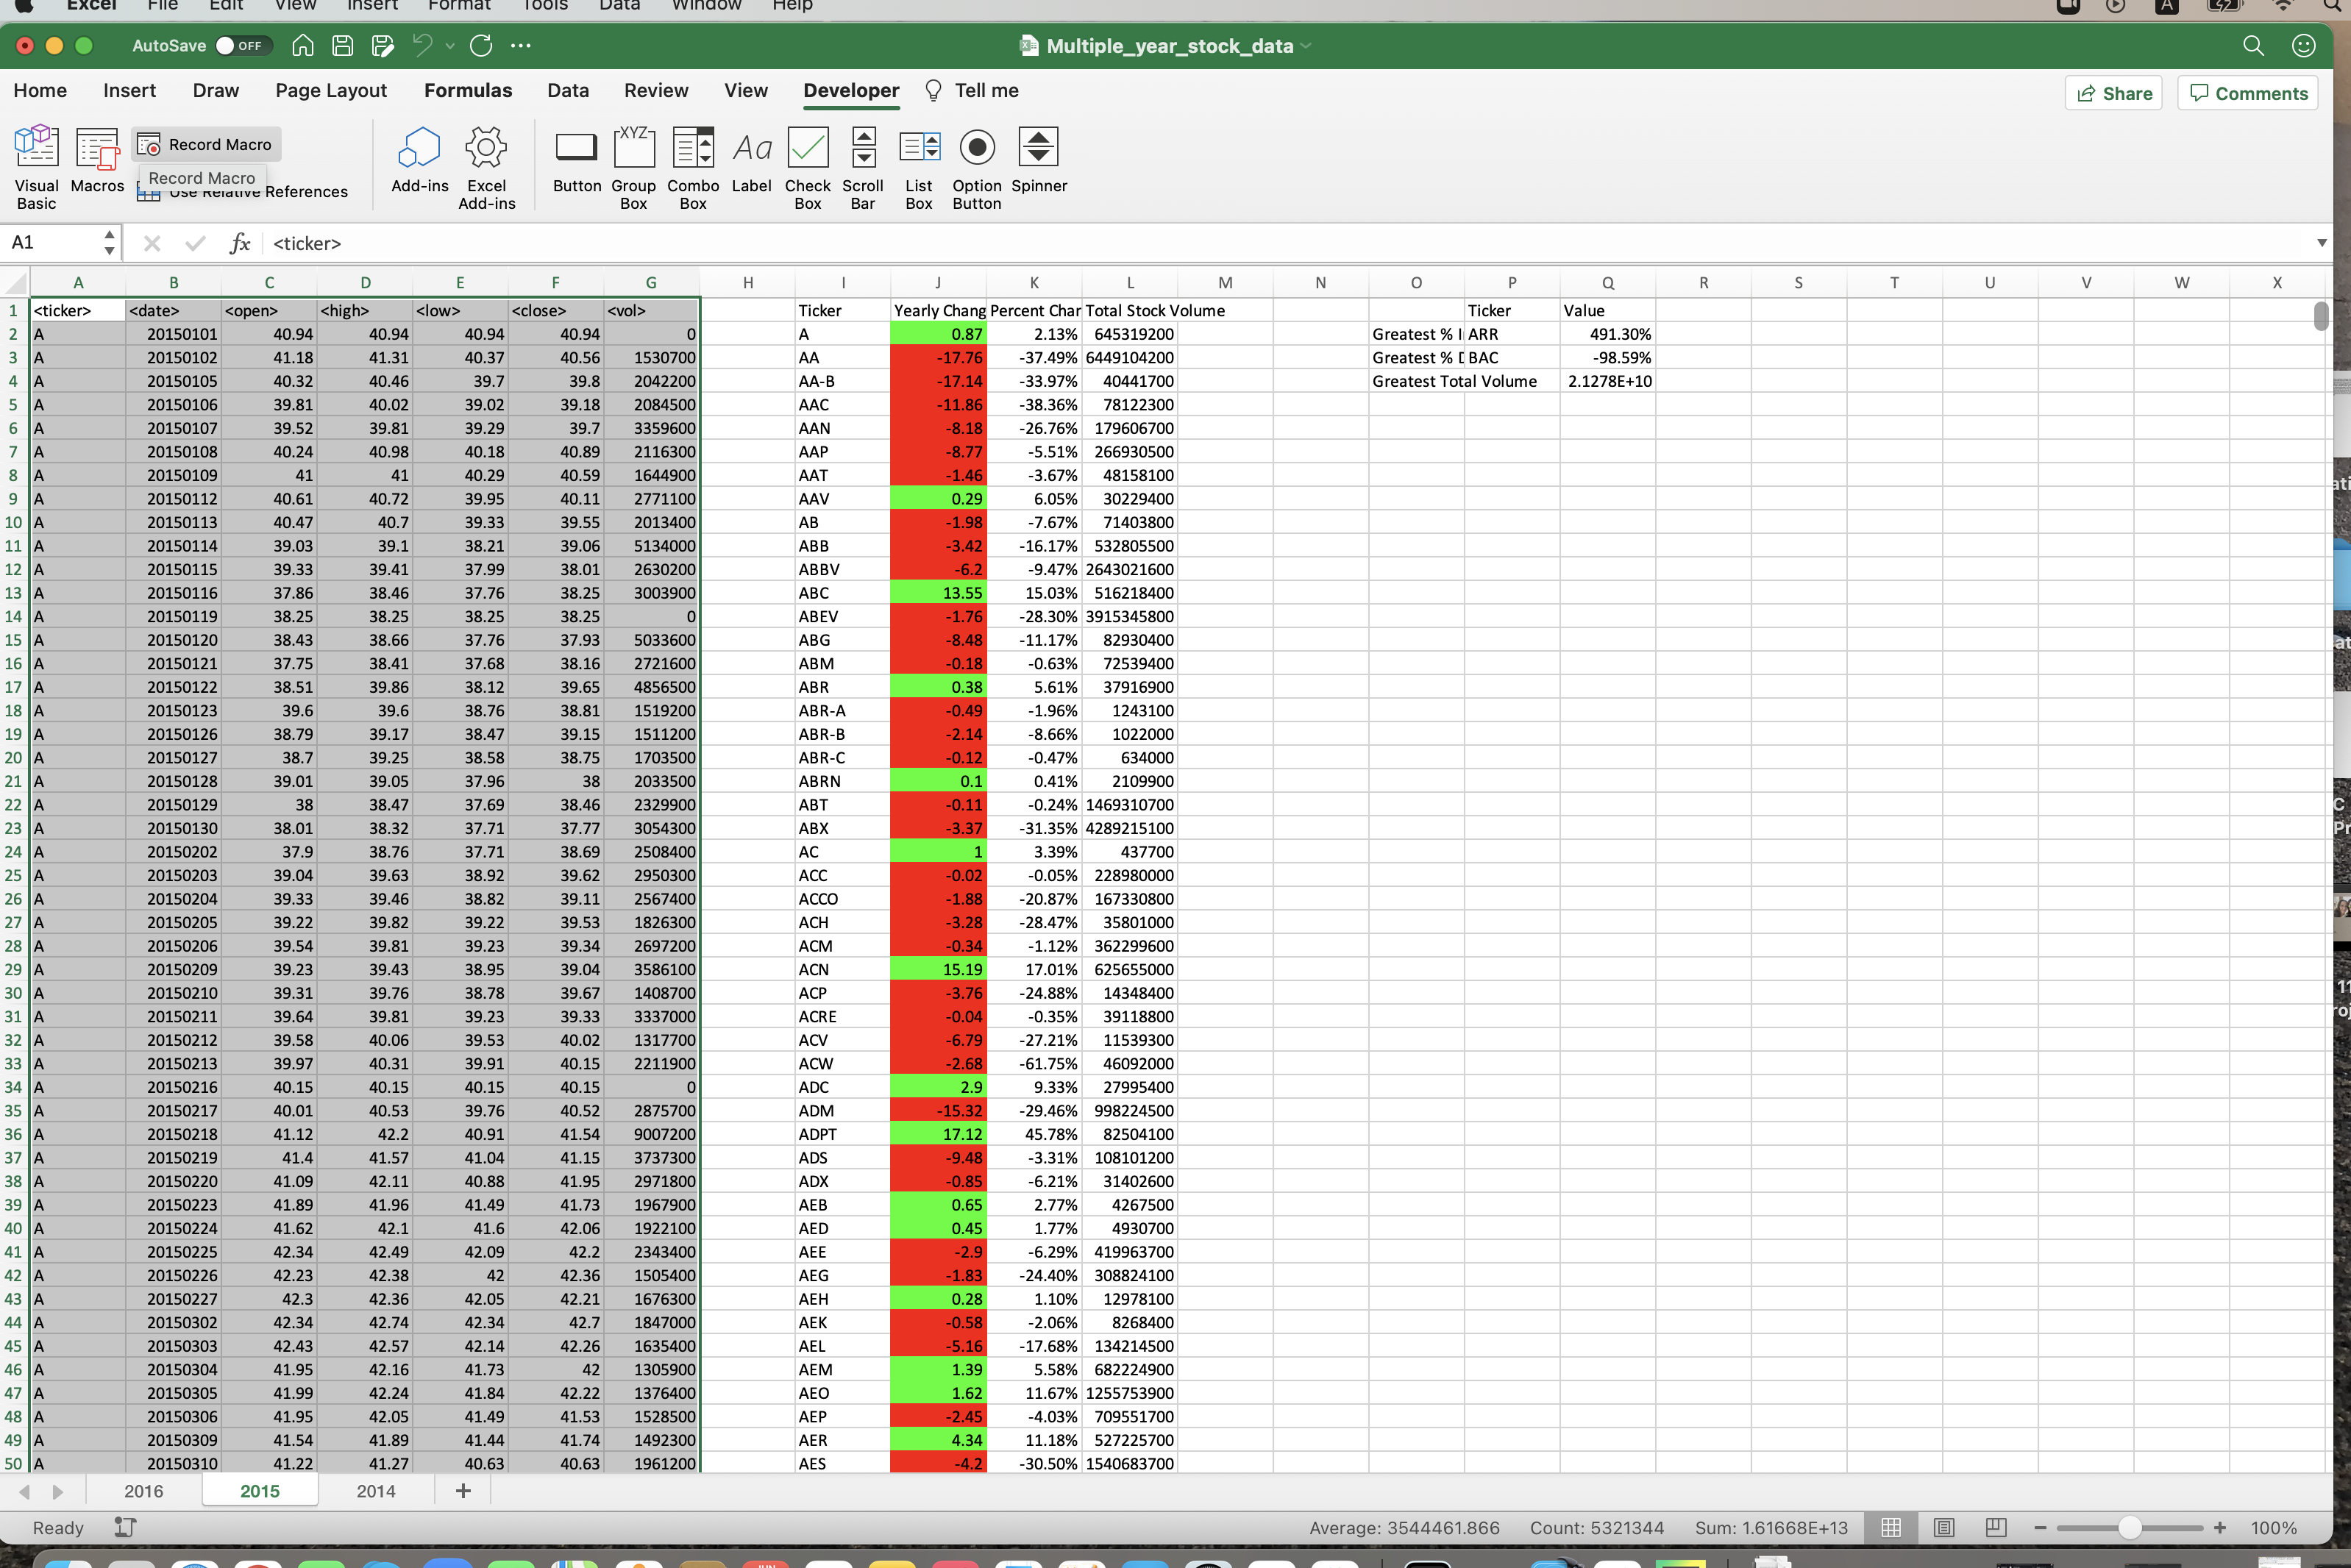 Excel File Edit View Insert Format Tools Data Window Help
AutoSave OFF Multiple_year_stock_data
Home Insert Draw Page Layout Formulas Data Review View Developer Tell me Share Comments
Visual Basic
Macros
Record Macro
Record Macro
Use Relative References
Add-ins
Excel Add-ins
Button
Group Box
Combo Box
Label
Check Box
Scroll Bar
List Box
Option Button
Spinner
A1 fx <ticker>
A B C D E F G H I J K L M N O P Q R S T U V W X
1 <ticker> <date> <open> <high> <low> <close> <vol> Ticker Yearly Chang Percent Char Total Stock Volume Ticker Value
2 A 20150101 40.94 40.94 40.94 40.94 0 A 0.87 2.13% 645319200 Greatest % I ARR 491.30%
3 A 20150102 41.18 41.31 40.37 40.56 1530700 AA -17.76 -37.49% 6449104200 Greatest % D BAC -98.59%
4 A 20150105 40.32 40.46 39.7 39.8 2042200 AA-B -17.14 -33.97% 40441700 Greatest Total Volume 2.1278E+10
5 A 20150106 39.81 40.02 39.02 39.18 2084500 AAC -11.86 -38.36% 78122300
6 A 20150107 39.52 39.81 39.29 39.7 3359600 AAN -8.18 -26.76% 179606700
7 A 20150108 40.24 40.98 40.18 40.89 2116300 AAP -8.77 -5.51% 266930500
8 A 20150109 41 41 40.29 40.59 1644900 AAT -1.46 -3.67% 48158100
9 A 20150112 40.61 40.72 39.95 40.11 2771100 AAV 0.29 6.05% 30229400
10 A 20150113 40.47 40.7 39.33 39.55 2013400 AB -1.98 -7.67% 71403800
11 A 20150114 39.03 39.1 38.21 39.06 5134000 ABB -3.42 -16.17% 532805500
12 A 20150115 39.33 39.41 37.99 38.01 2630200 ABBV -6.2 -9.47% 2643021600
13 A 20150116 37.86 38.46 37.76 38.25 3003900 ABC 13.55 15.03% 516218400
14 A 20150119 38.25 38.25 38.25 38.25 0 ABEV -1.76 -28.30% 3915345800
15 A 20150120 38.43 38.66 37.76 37.93 5033600 ABG -8.48 -11.17% 82930400
16 A 20150121 37.75 38.41 37.68 38.16 2721600 ABM -0.18 -0.63% 72539400
17 A 20150122 38.51 39.86 38.12 39.65 4856500 ABR 0.38 5.61% 37916900
18 A 20150123 39.6 39.6 38.76 38.81 1519200 ABR-A -0.49 -1.96% 1243100
19 A 20150126 38.79 39.17 38.47 39.15 1511200 ABR-B -2.14 -8.66% 1022000
20 A 20150127 38.7 39.25 38.58 38.75 1703500 ABR-C -0.12 -0.47% 634000
21 A 20150128 39.01 39.05 37.96 38 2033500 ABRN 0.1 0.41% 2109900
22 A 20150129 38 38.47 37.69 38.46 2329900 ABT -0.11 -0.24% 1469310700
23 A 20150130 38.01 38.32 37.71 37.77 3054300 ABX -3.37 -31.35% 4289215100
24 A 20150202 37.9 38.76 37.71 38.69 2508400 AC 1 3.39% 437700
25 A 20150203 39.04 39.63 38.92 39.62 2950300 ACC -0.02 -0.05% 228980000
26 A 20150204 39.33 39.46 38.82 39.11 2567400 ACCO -1.88 -20.87% 167330800
27 A 20150205 39.22 39.82 39.22 39.53 1826300 ACH -3.28 -28.47% 35801000
28 A 20150206 39.54 39.81 39.23 39.34 2697200 ACM -0.34 -1.12% 362299600
29 A 20150209 39.23 39.43 38.95 39.04 3586100 ACN 15.19 17.01% 625655000
30 A 20150210 39.31 39.76 38.78 39.67 1408700 ACP -3.76 -24.88% 14348400
31 A 20150211 39.64 39.81 39.23 39.33 3337000 ACRE -0.04 -0.35% 39118800
32 A 20150212 39.58 40.06 39.53 40.02 1317700 ACV -6.79 -27.21% 11539300
33 A 20150213 39.97 40.31 39.91 40.15 2211900 ACW -2.68 -61.75% 46092000
34 A 20150216 40.15 40.15 40.15 40.15 0 ADC 2.9 9.33% 27995400
35 A 20150217 40.01 40.53 39.76 40.52 2875700 ADM -15.32 -29.46% 998224500
36 A 20150218 41.12 42.2 40.91 41.54 9007200 ADPT 17.12 45.78% 82504100
37 A 20150219 41.4 41.57 41.04 41.15 3737300 ADS -9.48 -3.31% 108101200
38 A 20150220 41.09 42.11 40.88 41.95 2971800 ADX -0.85 -6.21% 31402600
39 A 20150223 41.89 41.96 41.49 41.73 1967900 AEB 0.65 2.77% 4267500
40 A 20150224 41.62 42.1 41.6 42.06 1922100 AED 0.45 1.77% 4930700
41 A 20150225 42.34 42.49 42.09 42.2 2343400 AEE -2.9 -6.29% 419963700
42 A 20150226 42.23 42.38 42 42.36 1505400 AEG -1.83 -24.40% 308824100
43 A 20150227 42.3 42.36 42.05 42.21 1676300 AEH 0.28 1.10% 12978100
44 A 20150302 42.34 42.74 42.34 42.7 1847000 AEK -0.58 -2.06% 8268400
45 A 20150303 42.43 42.57 42.14 42.26 1635400 AEL -5.16 -17.68% 134214500
46 A 20150304 41.95 42.16 41.73 42 1305900 AEM 1.39 5.58% 682224900
47 A 20150305 41.99 42.24 41.84 42.22 1376400 AEO 1.62 11.67% 1255753900
48 A 20150306 41.95 42.05 41.49 41.53 1528500 AEP -2.45 -4.03% 709551700
49 A 20150309 41.54 41.89 41.44 41.74 1492300 AER 4.34 11.18% 527225700
50 A 20150310 41.22 41.27 40.63 40.63 1961200 AES -4.2 -30.50% 1540683700
2016 2015 2014 +
Ready Average: 3544461.866 Count: 5321344 Sum: 1.61668E+13 100%